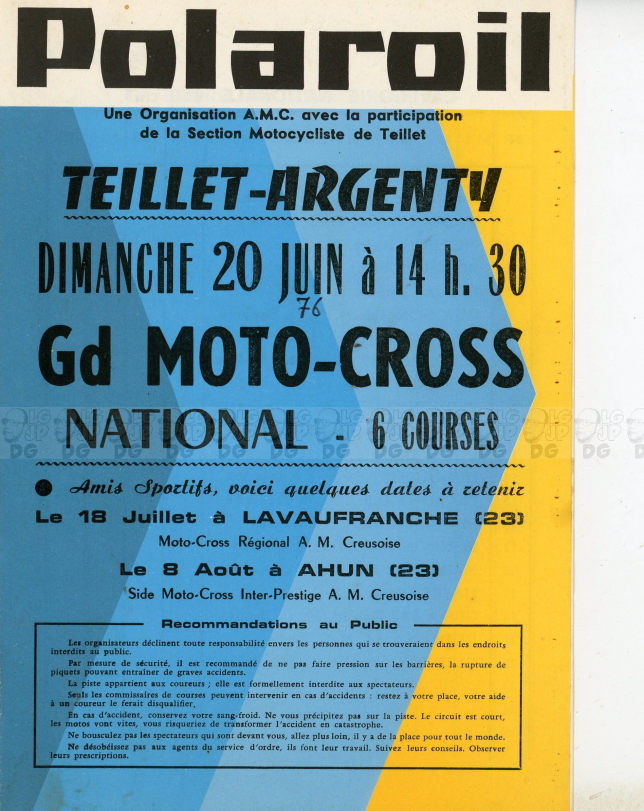 Polaroil
Une Organisation A.M.C. avec la participation
de la Section Motocycliste de Teillet
TEILLET-ARGENTY
DIMANCHE 20 JUIN à 14 h. 30
76
Gd MOTO-CROSS
NATIONAL - 6 COURSES
● Amis Sportifs, voici quelques dates à retenir
Le 18 Juillet à LAVAUFRANCHE (23)
Moto-Cross Régional A. M. Creusoise
Le 8 Août à AHUN (23)
Side Moto-Cross Inter-Prestige A. M. Creusoise
Recommandations au Public
Les organisateurs déclinent toute responsabilité envers les personnes qui se trouveraient dans les endroits
interdits au public.
Par mesure de sécurité, il est recommandé de ne pas faire pression sur les barrières, la rupture de
piquets pouvant entraîner de graves accidents.
La piste appartient aux coureurs ; elle est formellement interdite aux spectateurs.
Seuls les commissaires de courses peuvent intervenir en cas d'accidents : restez à votre place, votre aide
à un coureur le ferait disqualifier,
En cas d'accident, conservez votre sang-froid. Ne vous précipitez pas sur la piste. Le circuit est court,
les motos vont vites, vous risqueriez de transformer l'accident en catastrophe.
Ne bousculez pas les spectateurs qui sont devant vous, allez plus loin, il y a de la place pour tout le monde.
Ne désobéissez pas aux agents du service d'ordre, ils font leur travail. Suivez leurs conseils. Observer
leurs prescriptions.